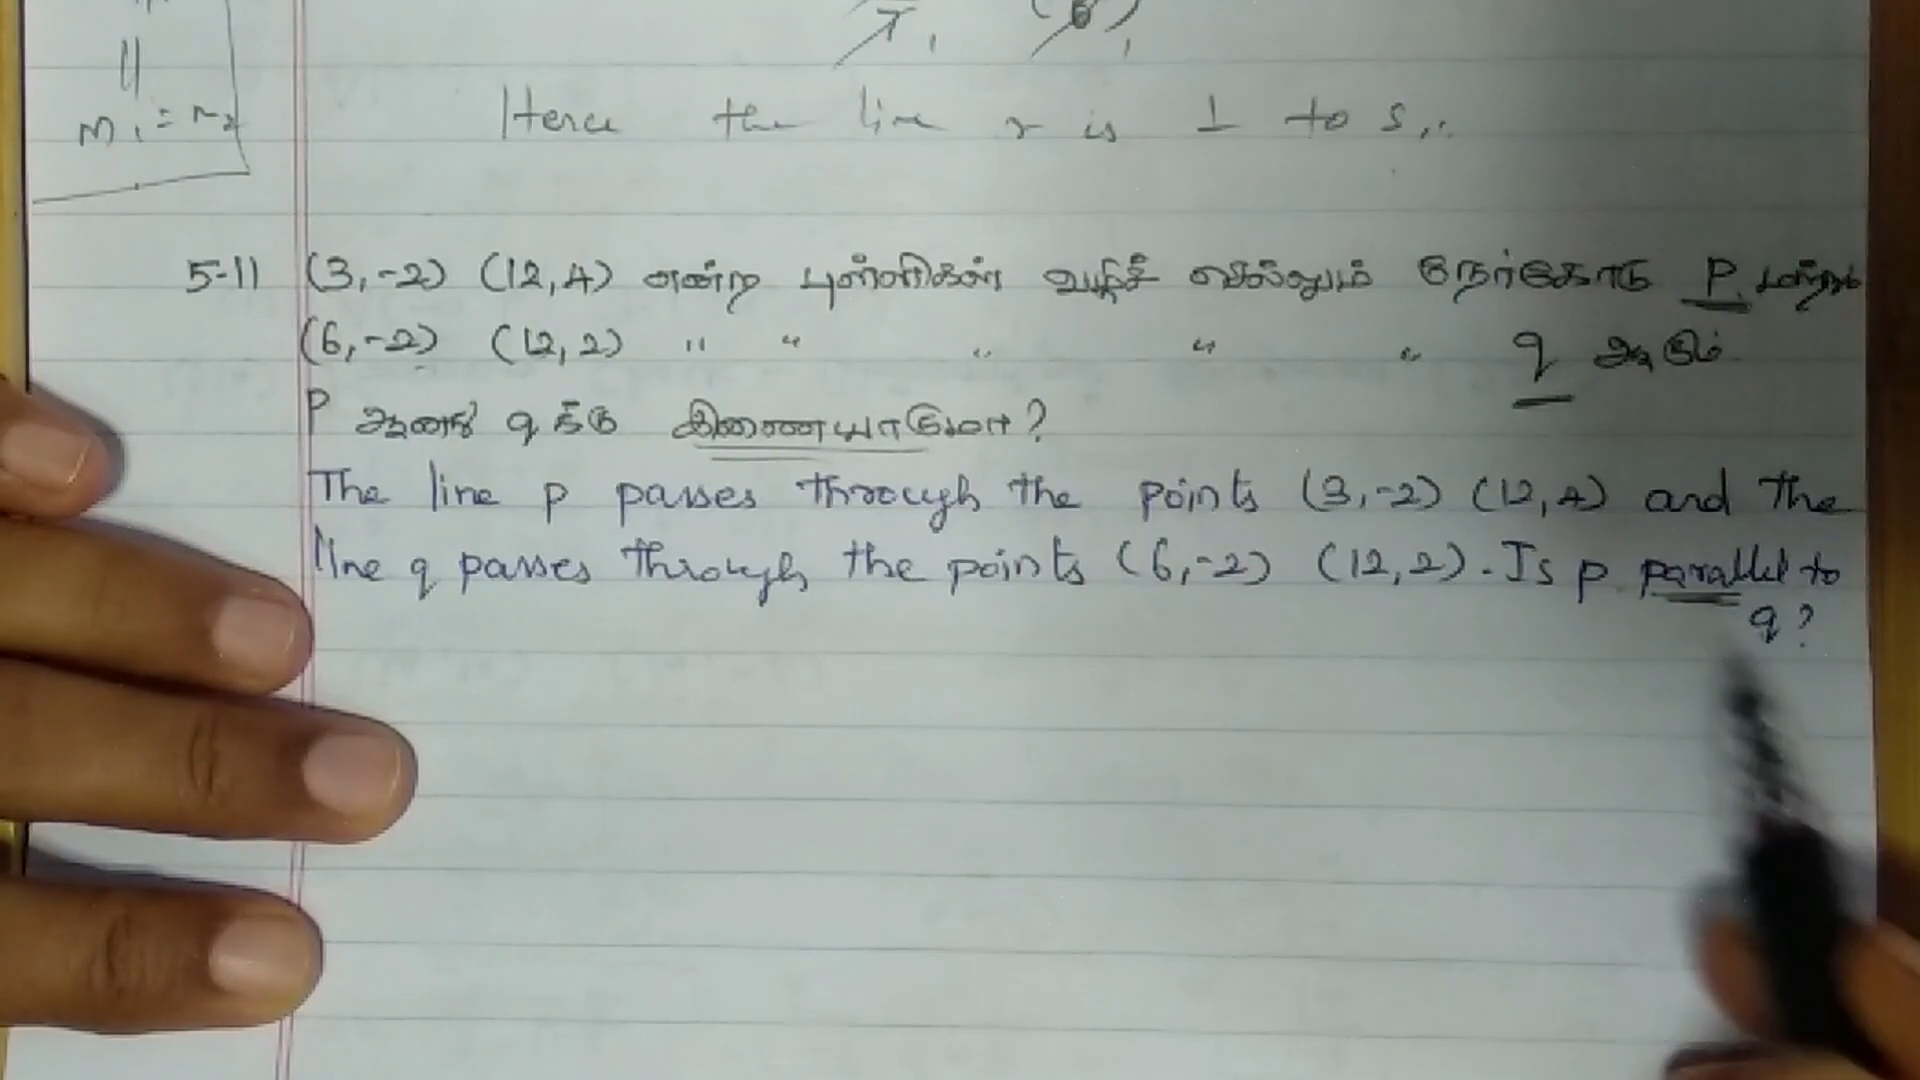 ||
m₁ = m₂
Hence the line r is ⊥ to s,,.
5-11 (3,-2) (12,4) என்ற புள்ளிகள் வழிச் செல்லும் நேர்கோடு P மற்றும்
(6,-2) (12,2) " " " " " q ஆகும்
P ஆனது q க்கு இணையாகுமா?
The line p passes through the points (3,-2) (12,4) and the
line q passes through the points (6,-2) (12,2). Is p parallel to
q?